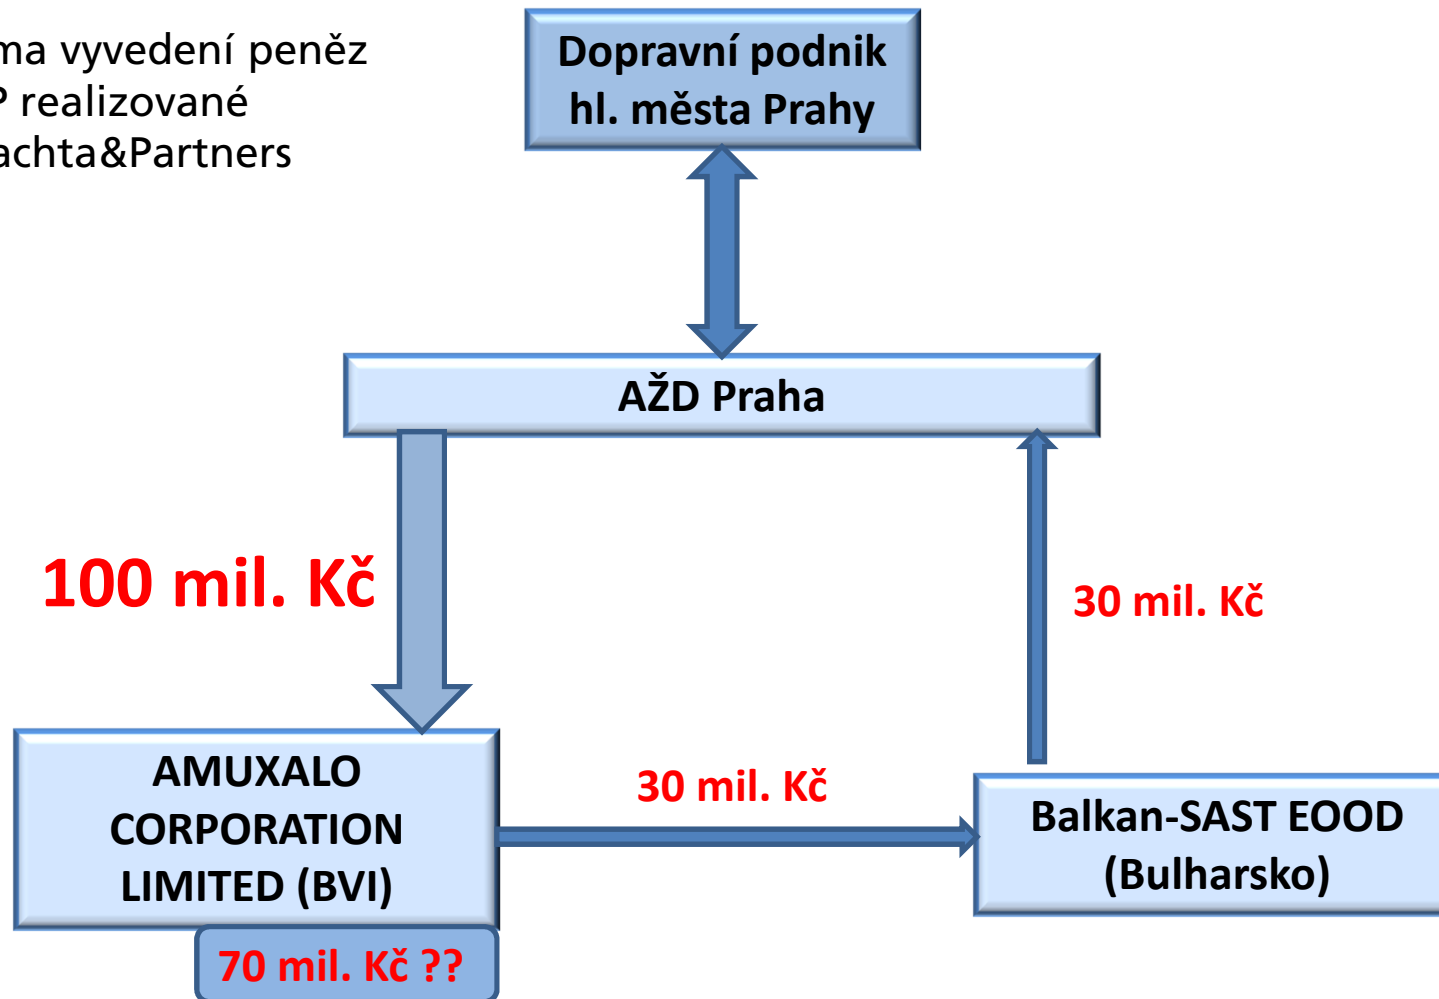 ma vyvedení peněz
P realizované
achta&Partners
Dopravní podnik
hl. města Prahy
AŽD Praha
100 mil. Kč
30 mil. Kč
AMUXALO
CORPORATION
LIMITED (BVI)
30 mil. Kč
Balkan-SAST EOOD
(Bulharsko)
70 mil. Kč ??